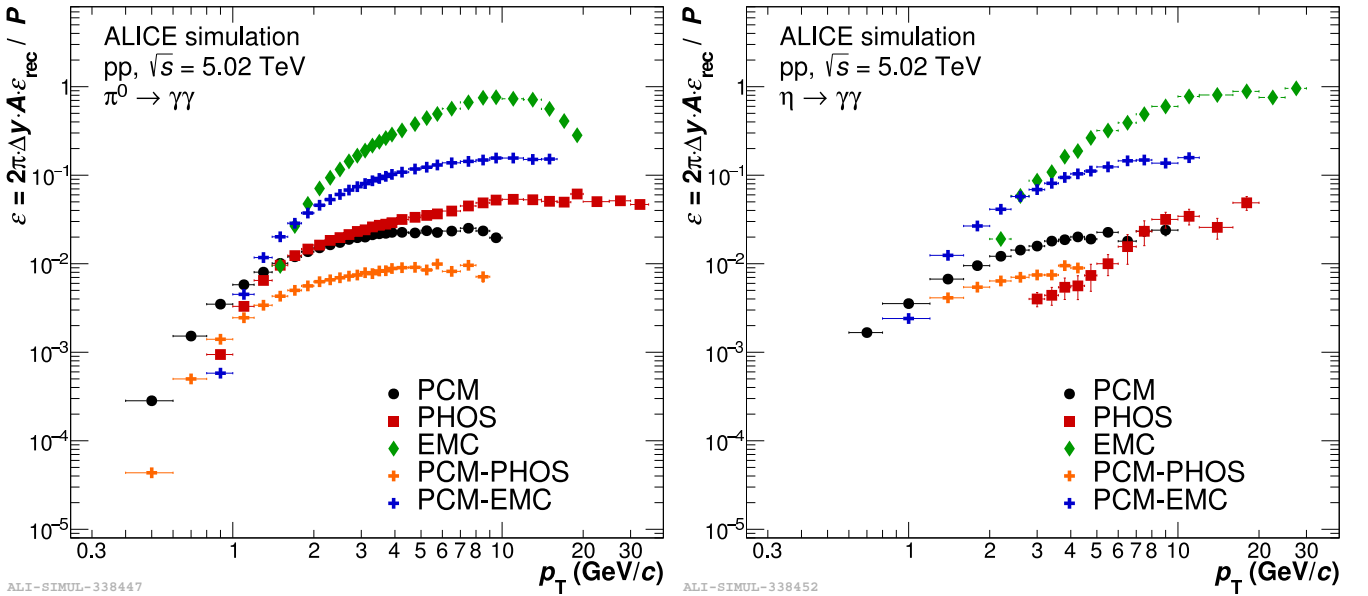 ALICE simulation
pp, √s = 5.02 TeV
π⁰ → γγ
ε = 2π·Δy·A·ε_rec / P
10
1
10⁻¹
10⁻²
10⁻³
10⁻⁴
10⁻⁵
PCM
PHOS
EMC
PCM-PHOS
PCM-EMC
0.3 1 2 3 4 5 6 7 8 10 20 30
p_T (GeV/c)
ALI-SIMUL-338447
ALICE simulation
pp, √s = 5.02 TeV
η → γγ
ε = 2π·Δy·A·ε_rec / P
1
10⁻¹
10⁻²
10⁻³
10⁻⁴
10⁻⁵
PCM
PHOS
EMC
PCM-PHOS
PCM-EMC
0.3 1 2 3 4 5 6 7 8 10 20 30
p_T (GeV/c)
ALI-SIMUL-338452